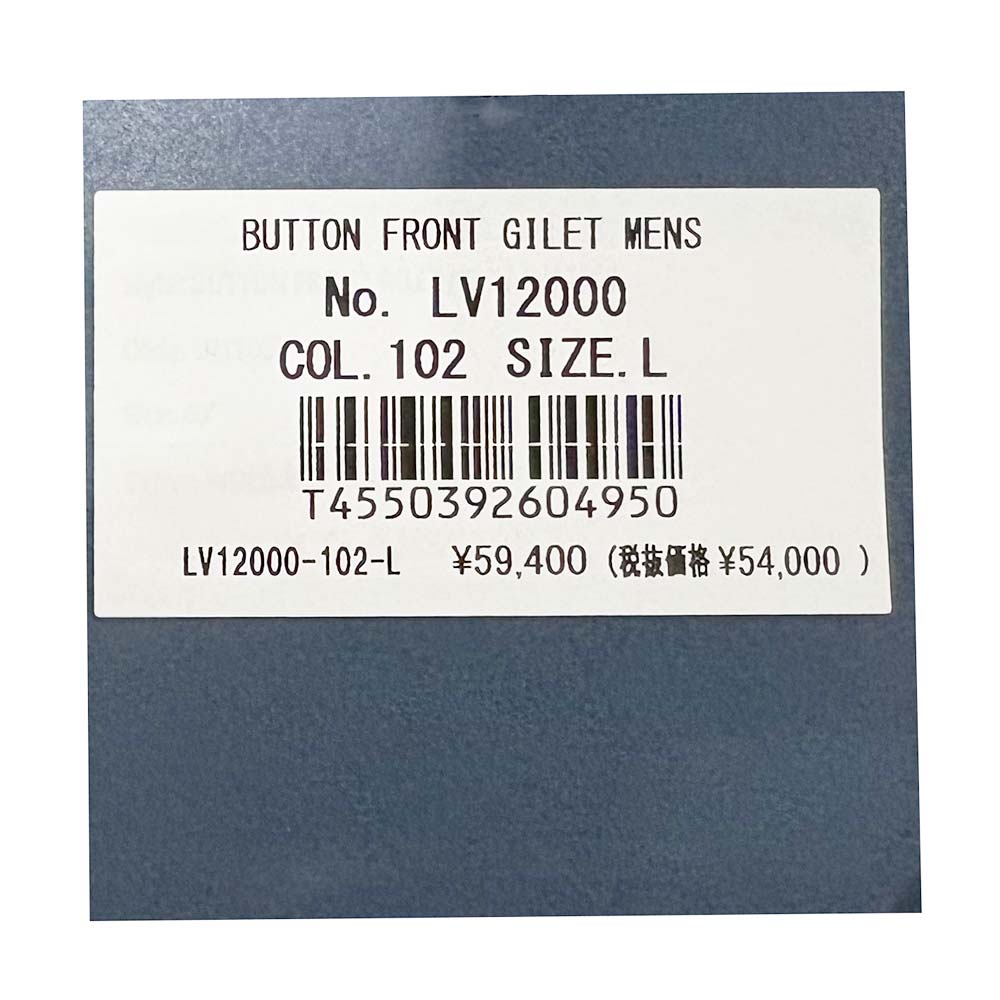 BUTTON FRONT GILET MENS
No. LV12000
COL. 102 SIZE. L
T4550392604950
LV12000-102-L ¥59,400 (税抜価格 ¥54,000 )